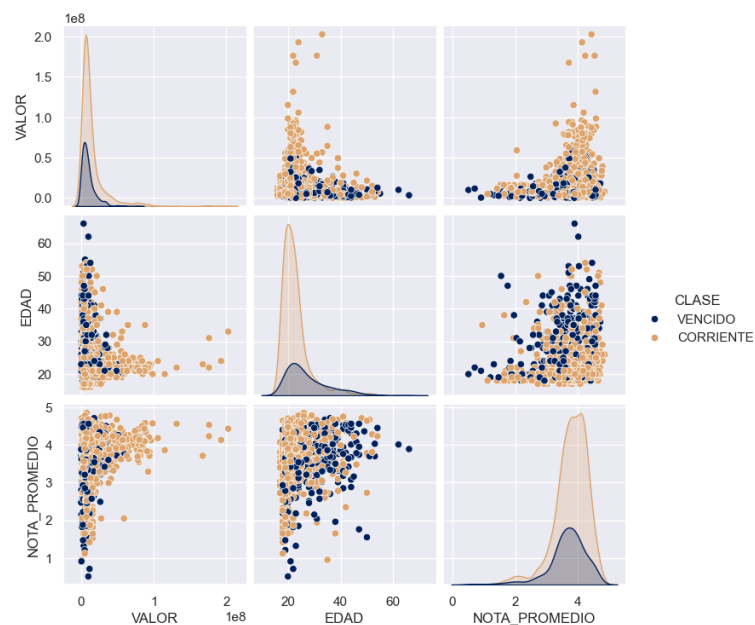 1e8
2.0
1.5
1.0
0.5
0.0
VALOR
60
50
40
30
20
EDAD
CLASE
VENCIDO
CORRIENTE
5
4
3
2
1
NOTA_PROMEDIO
0 1 2
1e8
VALOR
20 40 60
EDAD
0 2 4
NOTA_PROMEDIO